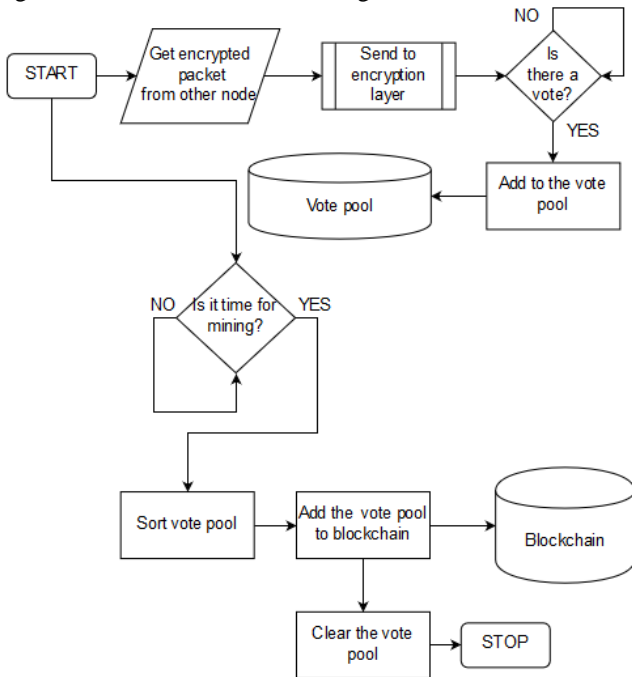 START
Get encrypted
packet
from other node
Send to
encryption
layer
NO
Is
there a
vote?
YES
Add to the vote
pool
Vote pool
NO
Is it time for
mining?
YES
Sort vote pool
Add the vote pool
to blockchain
Blockchain
Clear the vote
pool
STOP